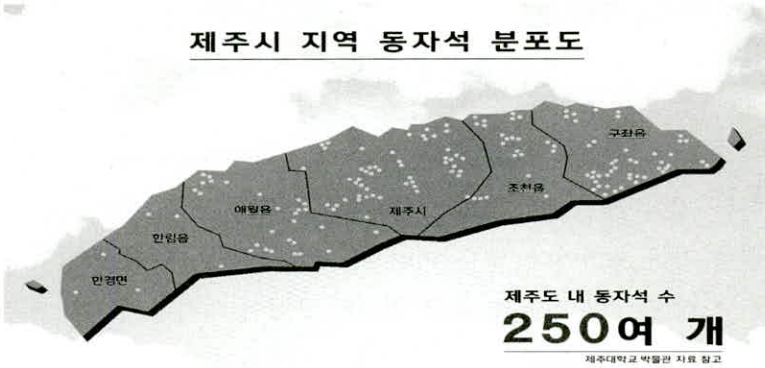 제주시 지역 동자석 분포도
구좌읍
조천읍
제주시
애월읍
한림읍
한경면
제주도 내 동자석 수
250여 개
제주대학교 박물관 자료 참고